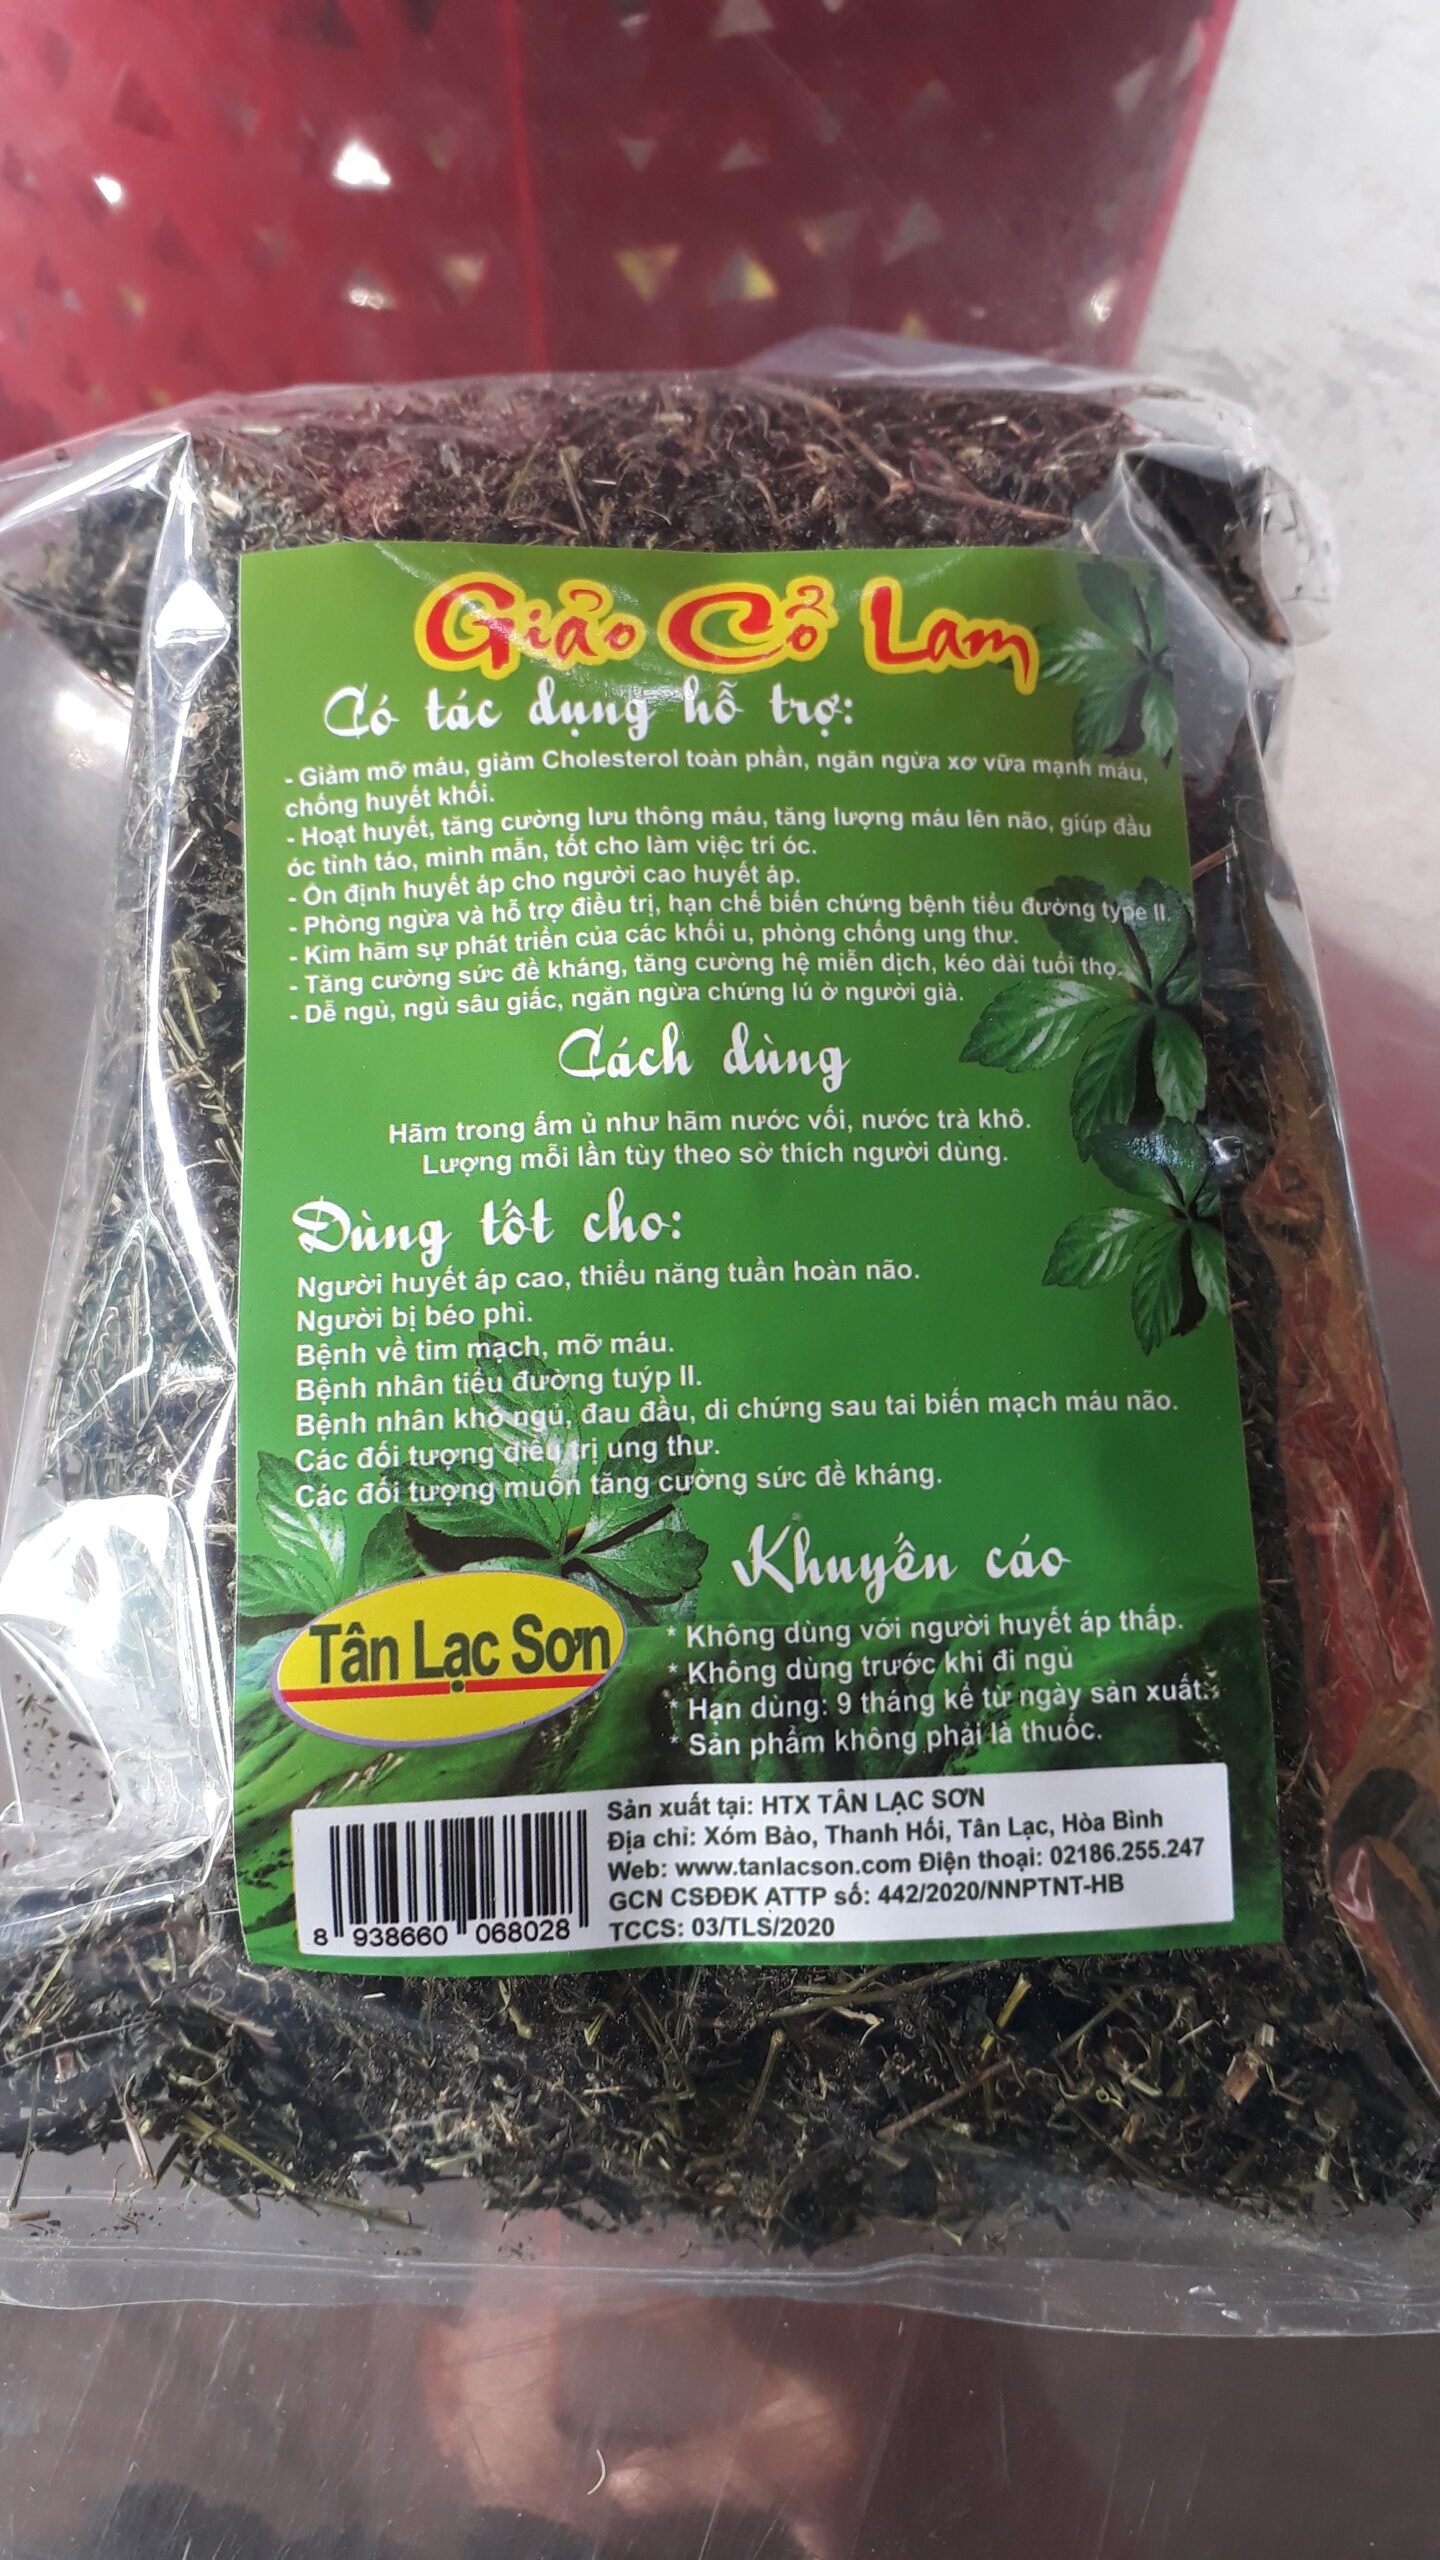 Giảo Cổ Lam
Có tác dụng hỗ trợ:
- Giảm mỡ máu, giảm Cholesterol toàn phần, ngăn ngừa xơ vữa mạnh máu,
chống huyết khối.
- Hoạt huyết, tăng cường lưu thông máu, tăng lượng máu lên não, giúp đầu
óc tỉnh táo, minh mẫn, tốt cho làm việc trí óc.
- Ổn định huyết áp cho người cao huyết áp.
- Phòng ngừa và hỗ trợ điều trị, hạn chế biến chứng bệnh tiểu đường type II.
- Kìm hãm sự phát triển của các khối u, phòng chống ung thư.
- Tăng cường sức đề kháng, tăng cường hệ miễn dịch, kéo dài tuổi thọ.
- Dễ ngủ, ngủ sâu giấc, ngăn ngừa chứng lú ở người già.
Cách dùng
Hãm trong ấm ủ như hãm nước vối, nước trà khô.
Lượng mỗi lần tùy theo sở thích người dùng.
Dùng tốt cho:
Người huyết áp cao, thiểu năng tuần hoàn não.
Người bị béo phì.
Bệnh về tim mạch, mỡ máu.
Bệnh nhân tiểu đường tuýp II.
Bệnh nhân khó ngủ, đau đầu, di chứng sau tai biến mạch máu não.
Các đối tượng điều trị ung thư.
Các đối tượng muốn tăng cường sức đề kháng.
Khuyến cáo
* Không dùng với người huyết áp thấp.
* Không dùng trước khi đi ngủ
* Hạn dùng: 9 tháng kể từ ngày sản xuất.
* Sản phẩm không phải là thuốc.
Tân Lạc Sơn
Sản xuất tại: HTX TÂN LẠC SƠN
Địa chỉ: Xóm Bào, Thanh Hối, Tân Lạc, Hòa Bình
Web: www.tanlacson.com Điện thoại: 02186.255.247
GCN CSĐĐK ATTP số: 442/2020/NNPTNT-HB
TCCS: 03/TLS/2020
8 938660 068028